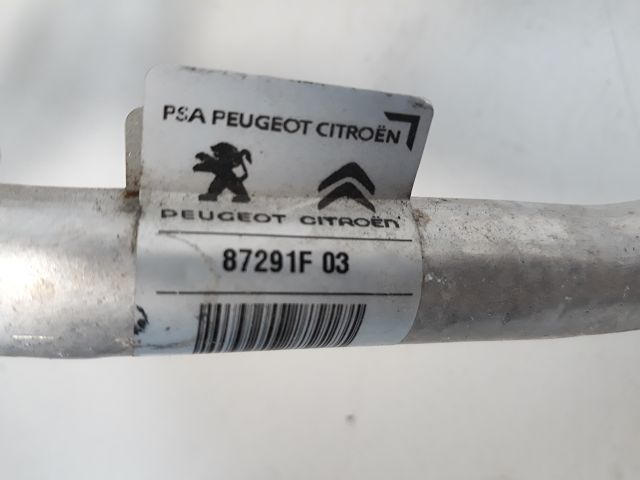 PSA PEUGEOT CITROËN
PEUGEOT CITROËN
87291F 03